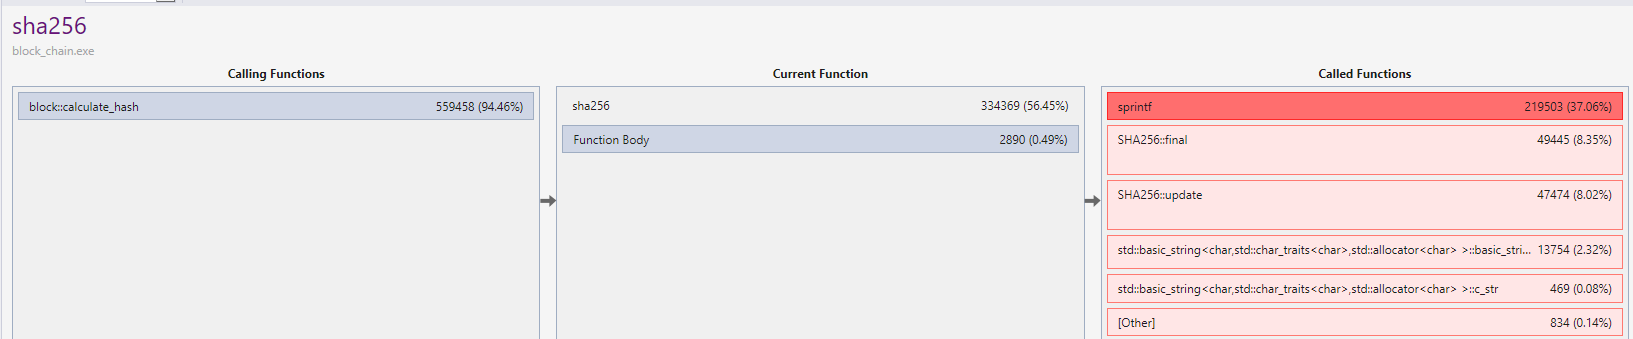 sha256
block_chain.exe
Calling Functions
Current Function
Called Functions
block::calculate_hash 559458 (94.46%)
sha256 334369 (56.45%)
Function Body 2890 (0.49%)
sprintf 219503 (37.06%)
SHA256::final 49445 (8.35%)
SHA256::update 47474 (8.02%)
std::basic_string<char,std::char_traits<char>,std::allocator<char> >::basic_stri... 13754 (2.32%)
std::basic_string<char,std::char_traits<char>,std::allocator<char> >::c_str 469 (0.08%)
[Other] 834 (0.14%)